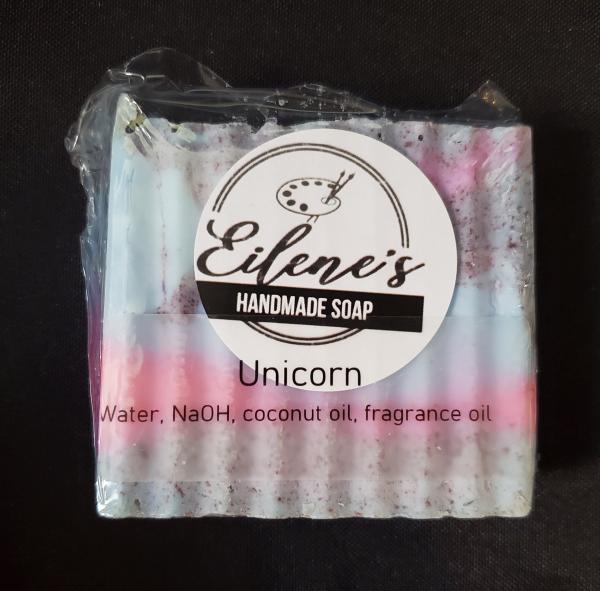 Eilene's
HANDMADE SOAP
Unicorn
Water, NaOH, coconut oil, fragrance oil